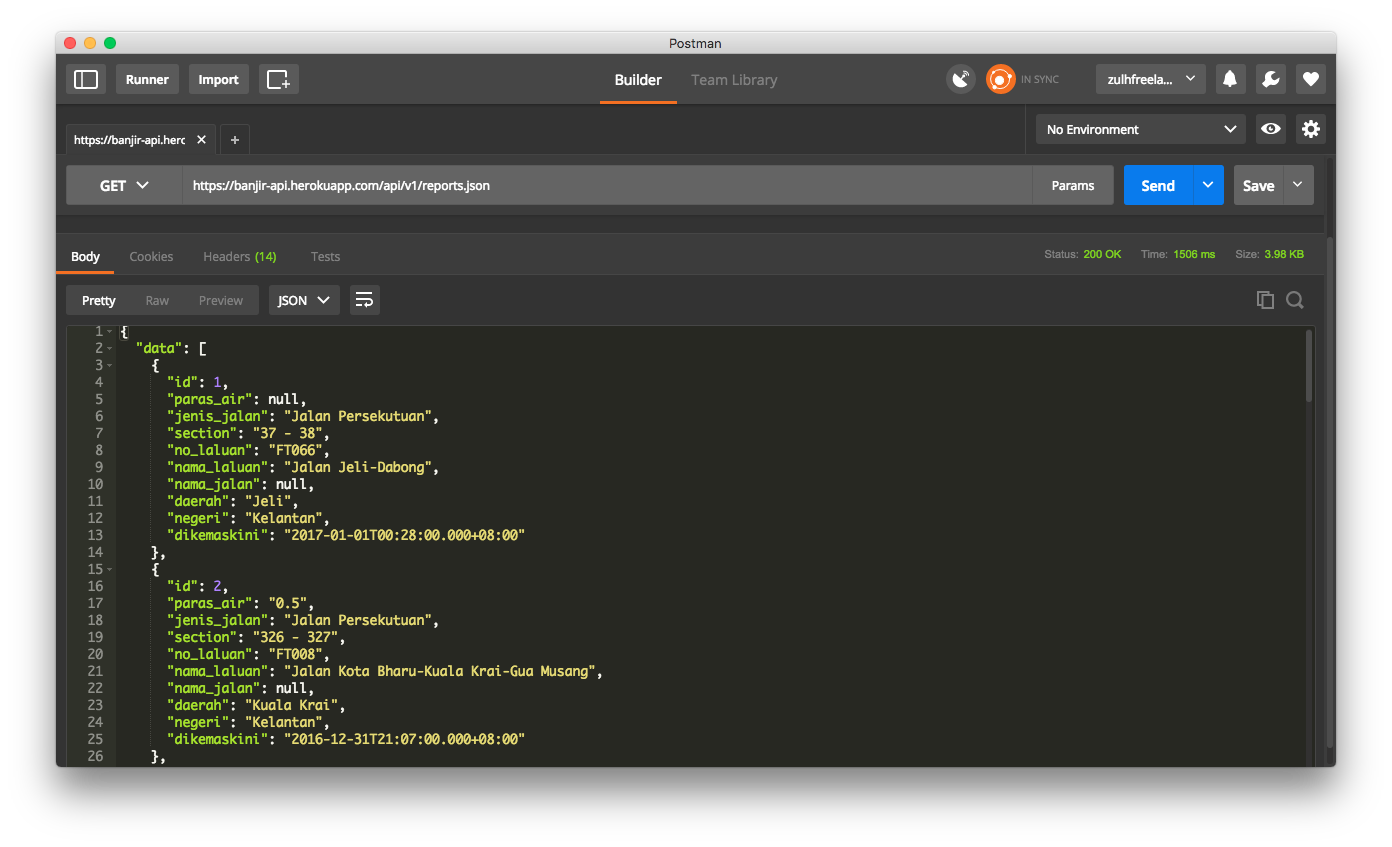 Postman
Runner Import Builder Team Library IN SYNC zulhfreela...
https://banjir-api.herc No Environment
GET https://banjir-api.herokuapp.com/api/v1/reports.json Params Send Save
Body Cookies Headers (14) Tests Status: 200 OK Time: 1506 ms Size: 3.98 KB
Pretty Raw Preview JSON
1 {
2 "data": [
3 {
4 "id": 1,
5 "paras_air": null,
6 "jenis_jalan": "Jalan Persekutuan",
7 "section": "37 - 38",
8 "no_laluan": "FT066",
9 "nama_laluan": "Jalan Jeli-Dabong",
10 "nama_jalan": null,
11 "daerah": "Jeli",
12 "negeri": "Kelantan",
13 "dikemaskini": "2017-01-01T00:28:00.000+08:00"
14 },
15 {
16 "id": 2,
17 "paras_air": "0.5",
18 "jenis_jalan": "Jalan Persekutuan",
19 "section": "326 - 327",
20 "no_laluan": "FT008",
21 "nama_laluan": "Jalan Kota Bharu-Kuala Krai-Gua Musang",
22 "nama_jalan": null,
23 "daerah": "Kuala Krai",
24 "negeri": "Kelantan",
25 "dikemaskini": "2016-12-31T21:07:00.000+08:00"
26 },